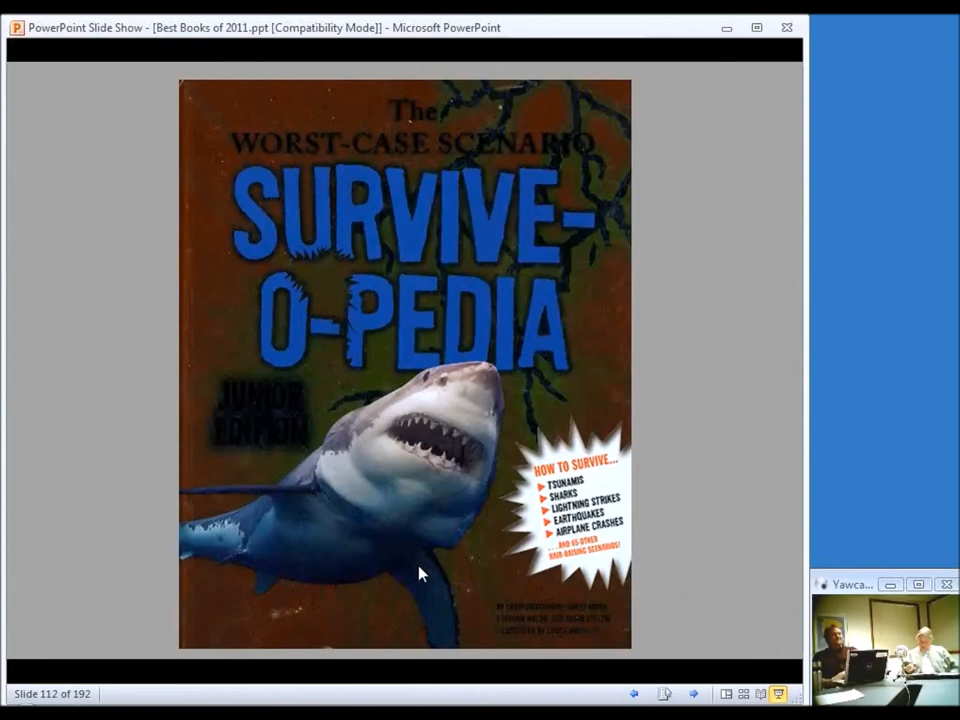 PowerPoint Slide Show - [Best Books of 2011.ppt [Compatibility Mode]] - Microsoft PowerPoint
The
WORST-CASE SCENARIO
SURVIVE-
O-PEDIA
JUNIOR
EDITION
HOW TO SURVIVE...
TSUNAMIS
SHARKS
LIGHTNING STRIKES
EARTHQUAKES
AIRPLANE CRASHES
...AND 65 OTHER
HAIR-RAISING SCENARIOS!
Yawca...
Slide 112 of 192